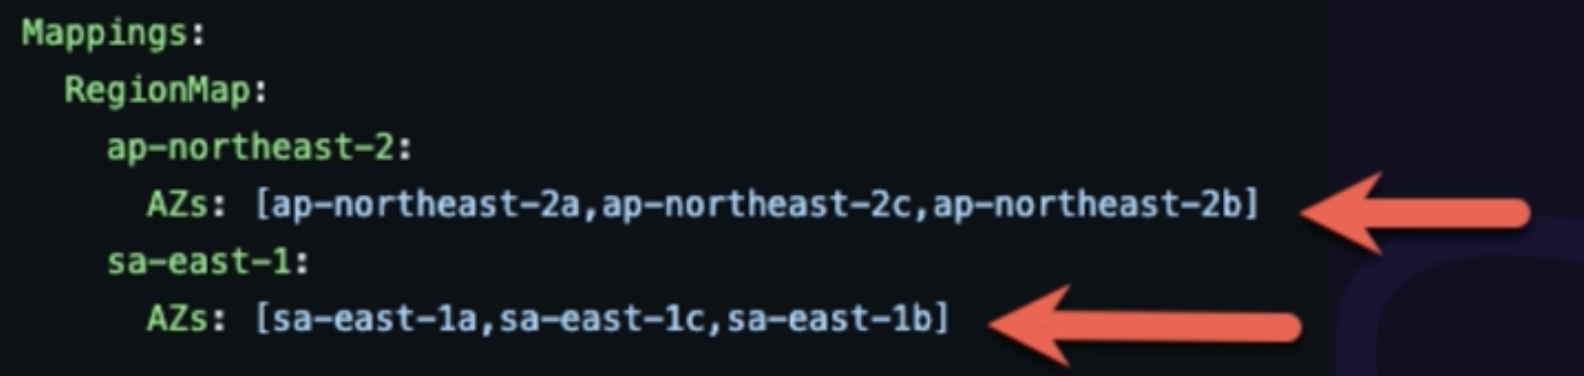 Mappings:
RegionMap:
ap-northeast-2:
AZs: [ap-northeast-2a,ap-northeast-2c,ap-northeast-2b]
sa-east-1:
AZs: [sa-east-1a,sa-east-1c,sa-east-1b]